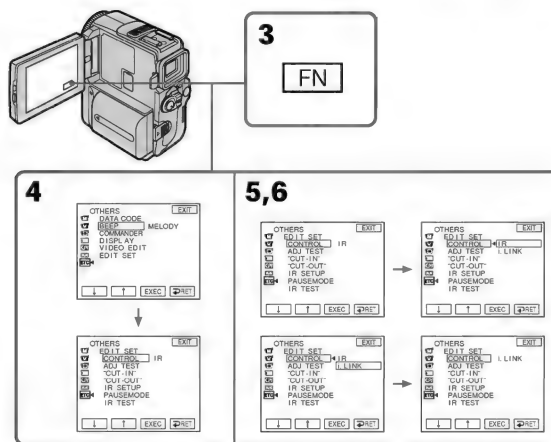 3
FN
4
OTHERS EXIT
DATA CODE
BEEP MELODY
COMMANDER
DISPLAY
VIDEO EDIT
EDIT SET
ETC
↓ ↑ EXEC RET
OTHERS EXIT
EDIT SET
CONTROL IR
ADJ TEST
"CUT-IN"
"CUT-OUT"
IR SETUP
ETC PAUSEMODE
IR TEST
↓ ↑ EXEC RET
5,6
OTHERS EXIT
EDIT SET
CONTROL IR
ADJ TEST
"CUT-IN"
"CUT-OUT"
IR SETUP
ETC PAUSEMODE
IR TEST
↓ ↑ EXEC RET
OTHERS EXIT
EDIT SET
CONTROL IR
ADJ TEST i.LINK
"CUT-IN"
"CUT-OUT"
IR SETUP
ETC PAUSEMODE
IR TEST
↓ ↑ EXEC RET
OTHERS EXIT
EDIT SET
CONTROL IR
ADJ TEST i.LINK
"CUT-IN"
"CUT-OUT"
IR SETUP
ETC PAUSEMODE
IR TEST
↓ ↑ EXEC RET
OTHERS EXIT
EDIT SET
CONTROL i.LINK
ADJ TEST
"CUT-IN"
"CUT-OUT"
IR SETUP
ETC PAUSEMODE
IR TEST
↓ ↑ EXEC RET